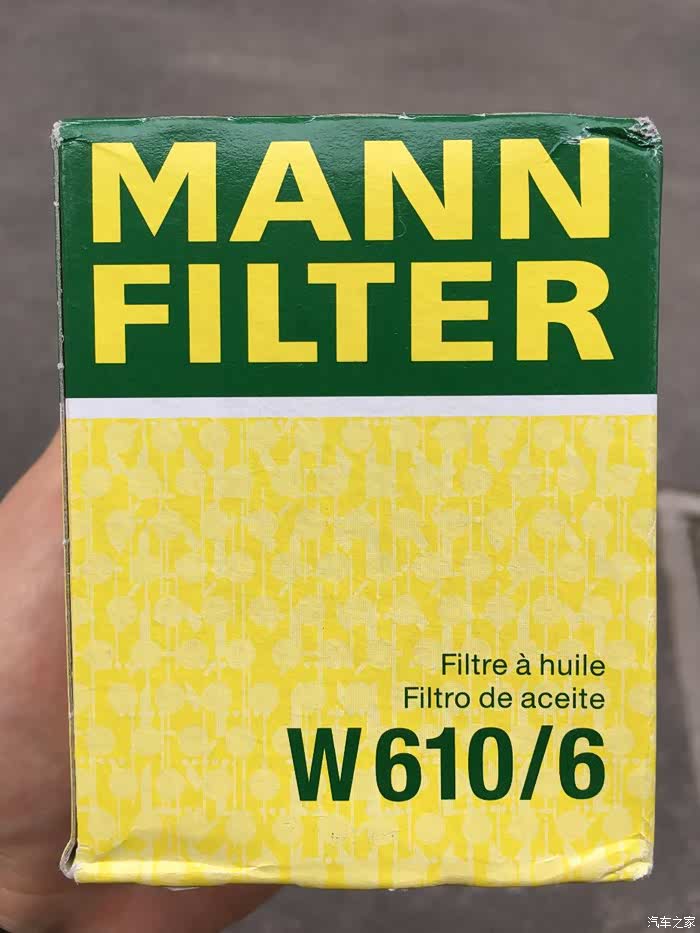 MANN
FILTER
Filtre à huile
Filtro de aceite
W 610/6
汽车之家